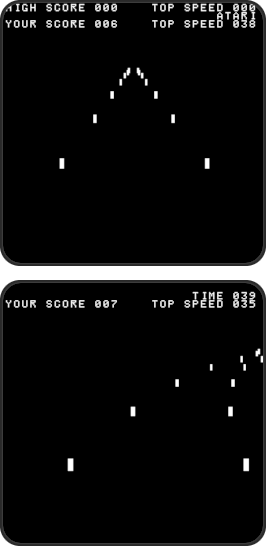 HIGH SCORE 000 TOP SPEED 000
ATARI
YOUR SCORE 006 TOP SPEED 038
TIME 039
YOUR SCORE 007 TOP SPEED 035